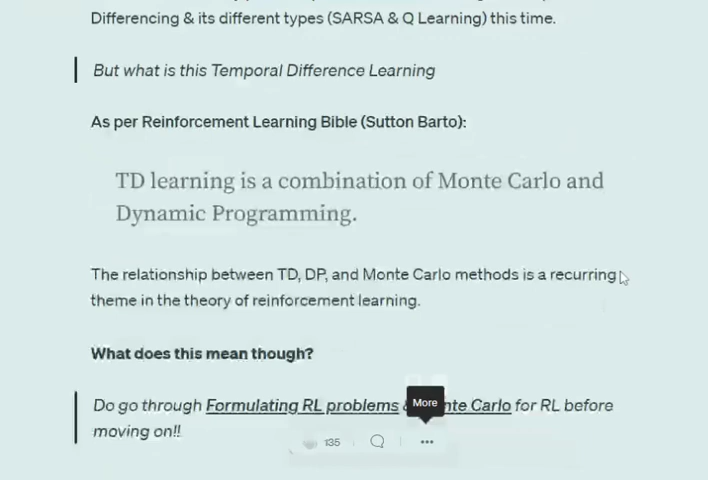 Differencing & its different types (SARSA & Q Learning) this time.
But what is this Temporal Difference Learning
As per Reinforcement Learning Bible (Sutton Barto):
TD learning is a combination of Monte Carlo and
Dynamic Programming.
The relationship between TD, DP, and Monte Carlo methods is a recurring
theme in the theory of reinforcement learning.
What does this mean though?
More
Do go through Formulating RL problems Carlo for RL before
moving on!!
135